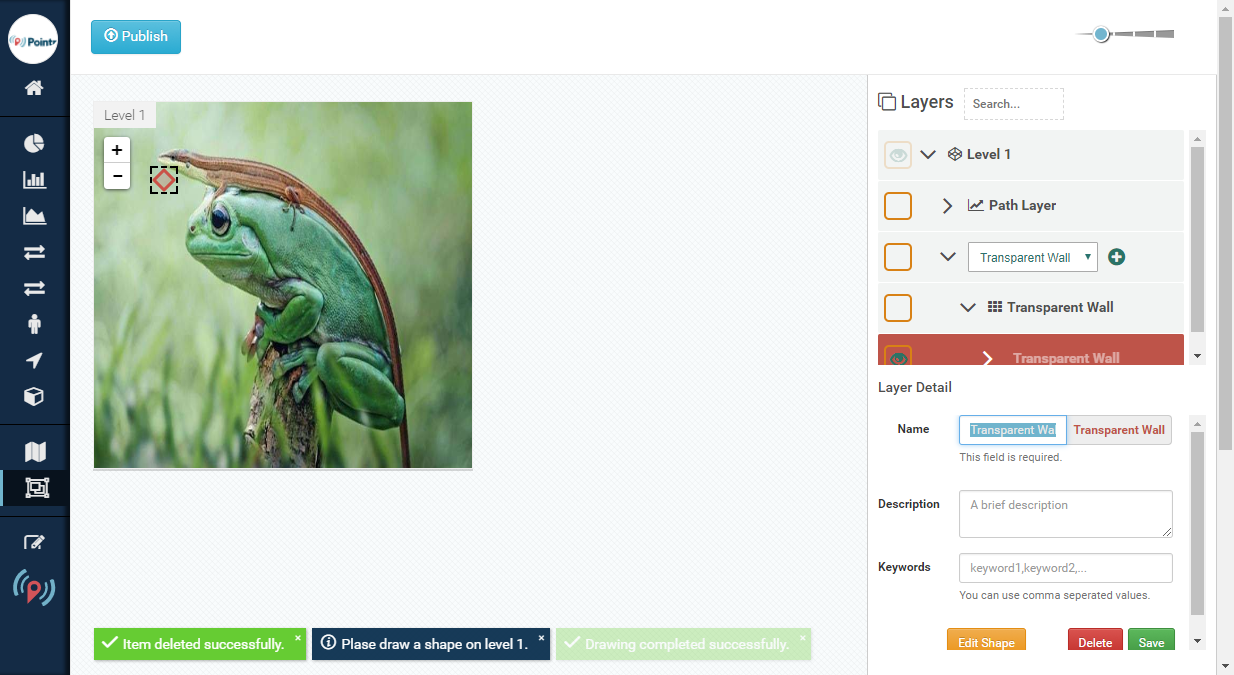 Pointr
Publish
Level 1
+
−
Layers
Search...
Level 1
Path Layer
Transparent Wall
Transparent Wall
Transparent Wall
Layer Detail
Name
Transparent Wa
Transparent Wall
This field is required.
Description
A brief description
Keywords
keyword1,keyword2,...
You can use comma seperated values.
Edit Shape
Delete
Save
Item deleted successfully. ×
Plase draw a shape on level 1. ×
Drawing completed successfully. ×